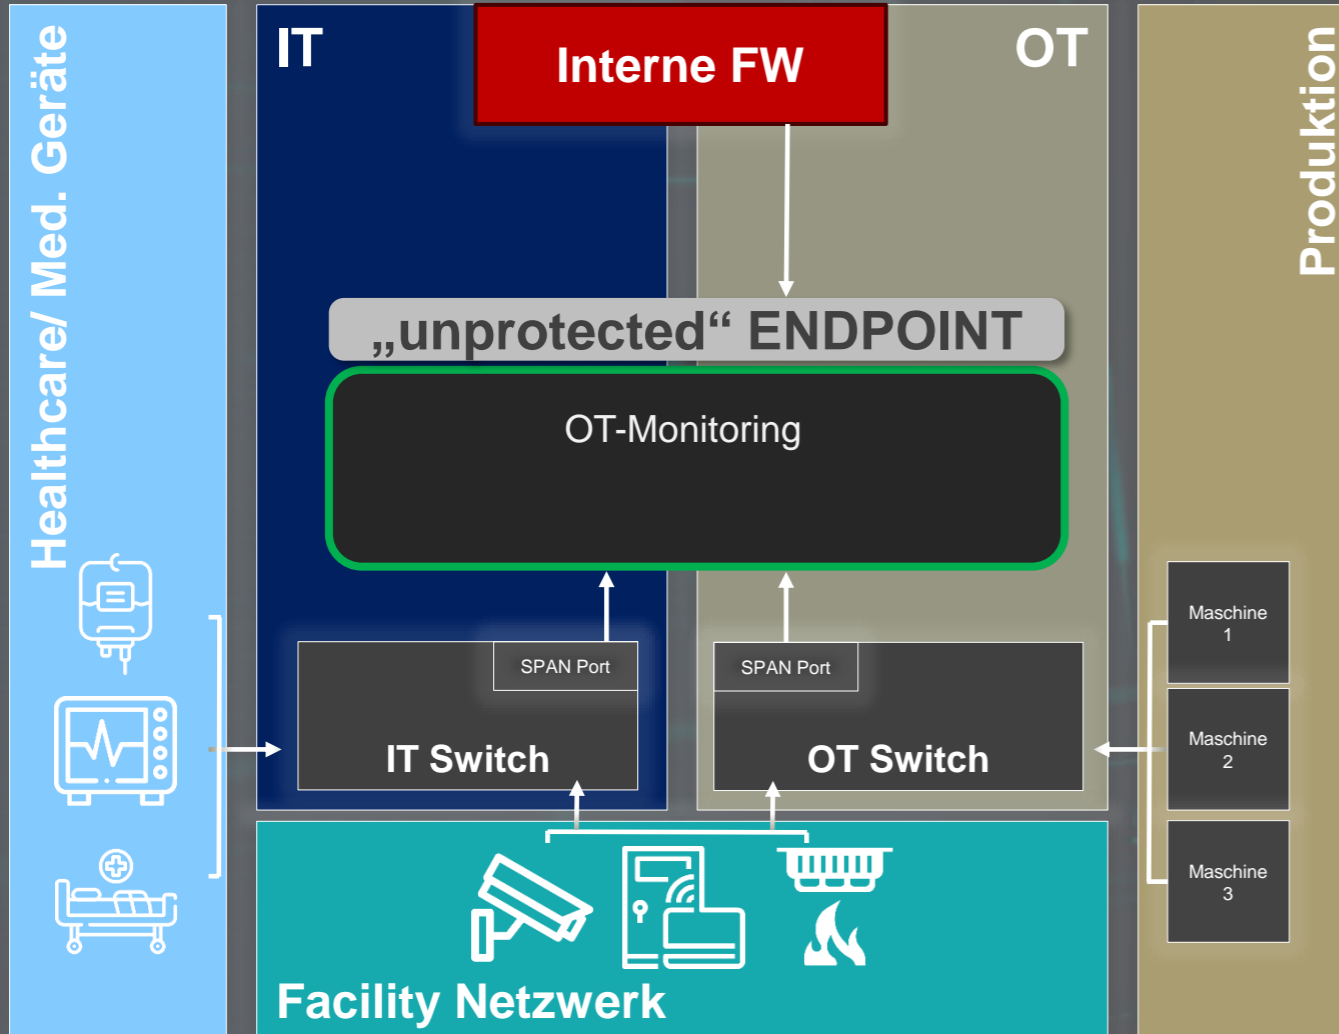 Healthcare/ Med. Geräte
IT
Interne FW
OT
Produktion
„unprotected“ ENDPOINT
OT-Monitoring
SPAN Port
IT Switch
SPAN Port
OT Switch
Maschine
1
Maschine
2
Maschine
3
Facility Netzwerk